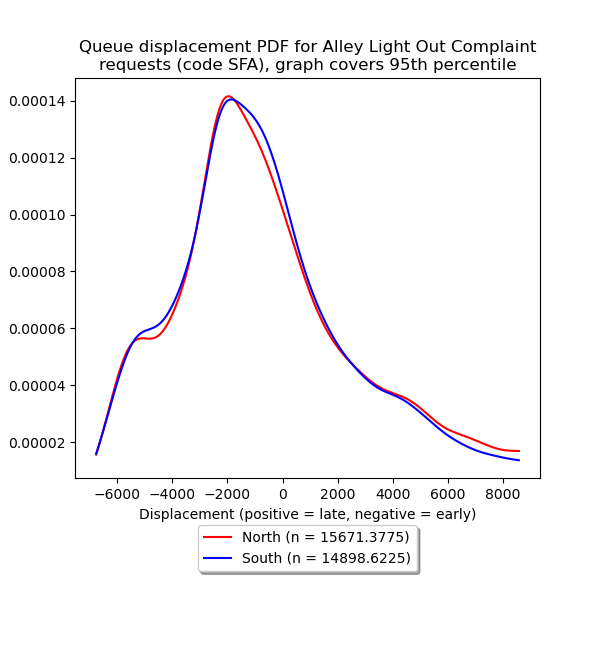 Queue displacement PDF for Alley Light Out Complaint
requests (code SFA), graph covers 95th percentile
0.00014
0.00012
0.00010
0.00008
0.00006
0.00004
0.00002
−6000 −4000 −2000 0 2000 4000 6000 8000
Displacement (positive = late, negative = early)
North (n = 15671.3775)
South (n = 14898.6225)